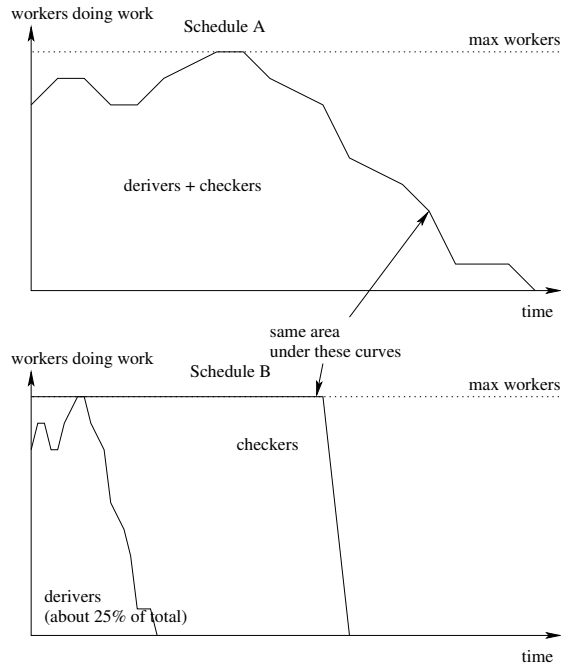 workers doing work
Schedule A
max workers
derivers + checkers
time
same area
under these curves
workers doing work
Schedule B
max workers
checkers
derivers
(about 25% of total)
time